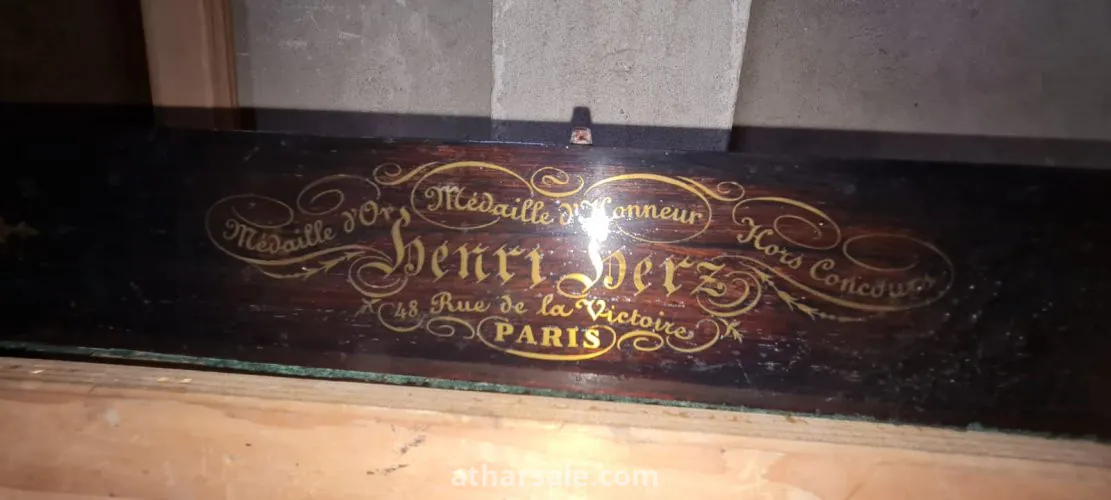 Médaille d'Or Médaille d'Honneur Hors Concours
Henri Herz
48, Rue de la Victoire
PARIS
atharsale.com